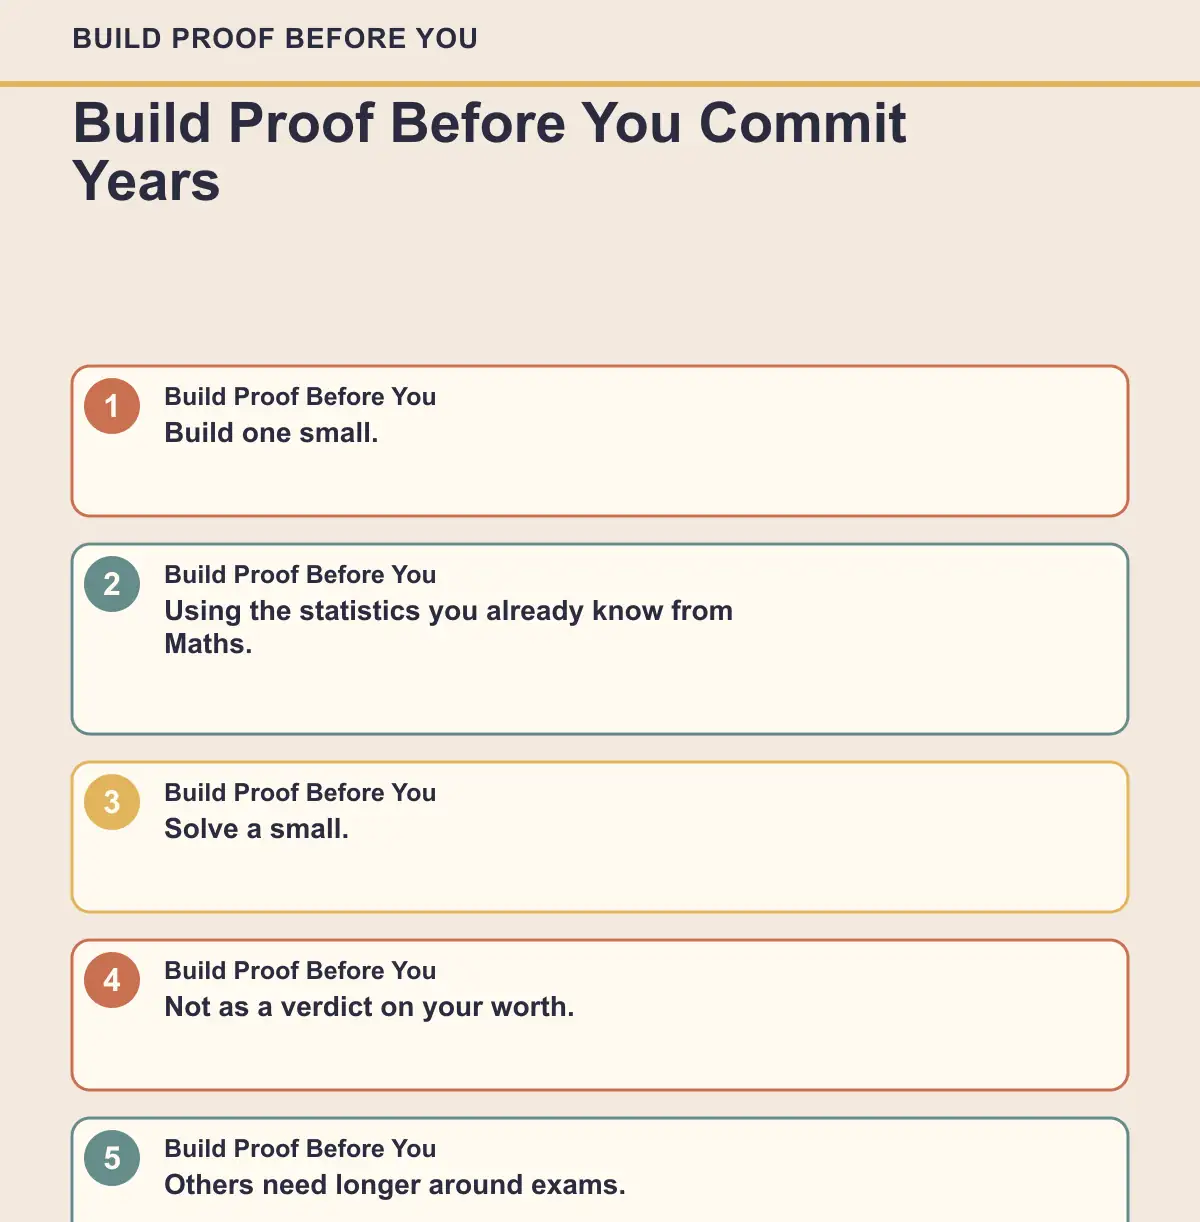 BUILD PROOF BEFORE YOU
Build Proof Before You Commit
Years
1
Build Proof Before You
Build one small.
2
Build Proof Before You
Using the statistics you already know from
Maths.
3
Build Proof Before You
Solve a small.
4
Build Proof Before You
Not as a verdict on your worth.
5
Build Proof Before You
Others need longer around exams.